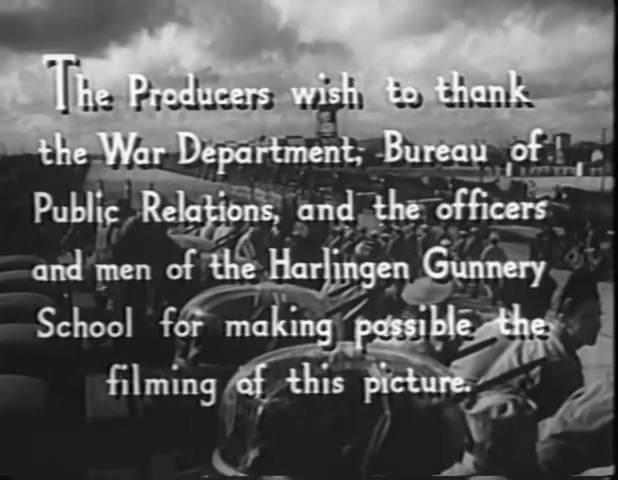 The Producers wish to thank
the War Department, Bureau of
Public Relations, and the officers
and men of the Harlingen Gunnery
School for making possible the
filming of this picture.